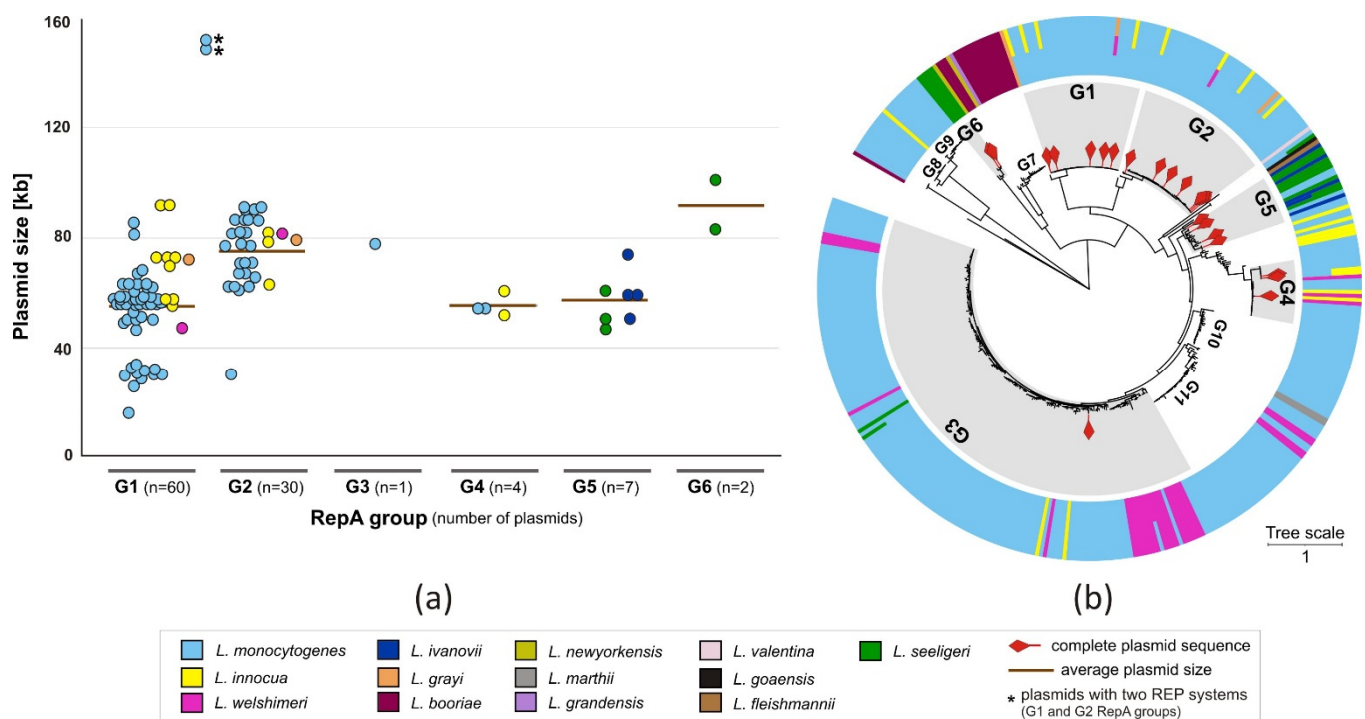 160
120
80
40
0
Plasmid size [kb]
*
*
G1 (n=60)
G2 (n=30)
G3 (n=1)
G4 (n=4)
G5 (n=7)
G6 (n=2)
RepA group (number of plasmids)
(a)
G1
G2
G5
G4
G10
G11
G3
G8
G9
G6
G7
Tree scale
1
(b)
L. monocytogenes
L. innocua
L. welshimeri
L. ivanovii
L. grayi
L. booriae
L. newyorkensis
L. marthii
L. grandensis
L. valentina
L. goaensis
L. fleishmannii
L. seeligeri
complete plasmid sequence
average plasmid size
* plasmids with two REP systems
(G1 and G2 RepA groups)